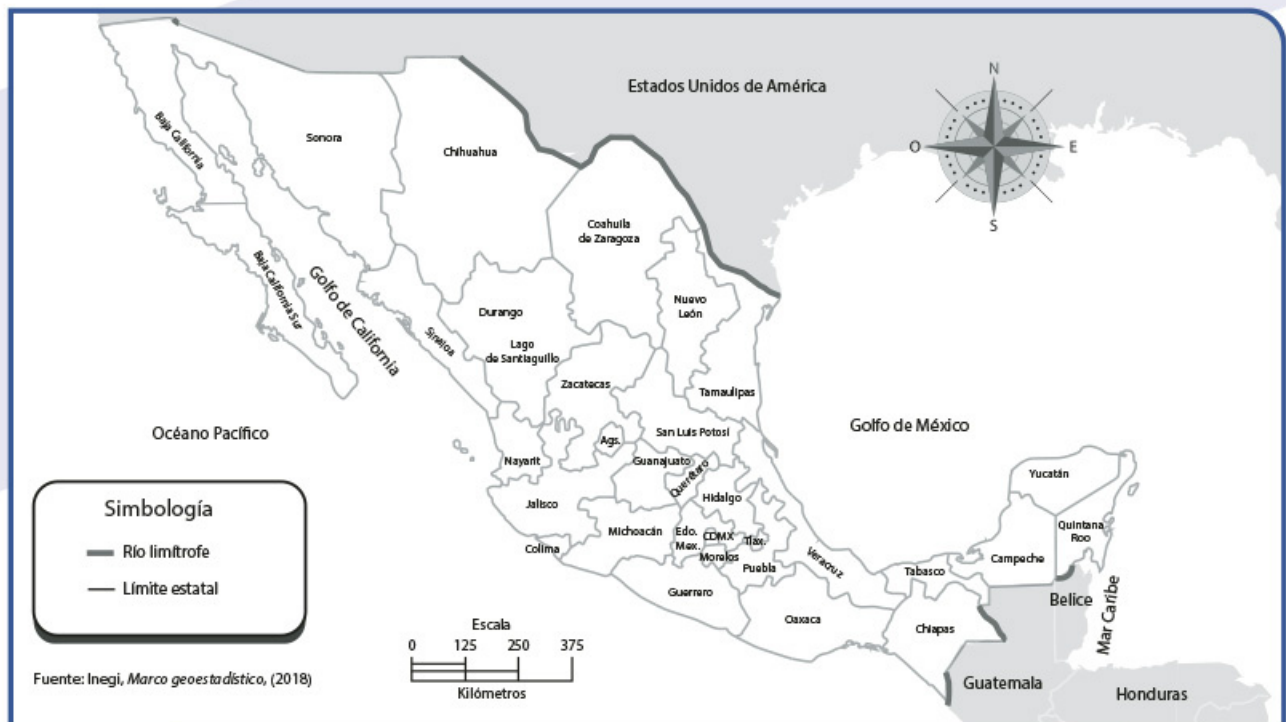 Estados Unidos de América
N
O
E
S
Baja California
Sonora
Chihuahua
Coahuila
de Zaragoza
Baja California Sur
Golfo de California
Nuevo
León
Durango
Sinaloa
Lago
de Santiaguillo
Zacatecas
Tamaulipas
Océano Pacífico
Golfo de México
San Luis Potosí
Ags.
Nayarit
Guanajuato
Querétaro
Yucatán
Hidalgo
Jalisco
Quintana
Roo
Michoacán
Edo.
Mex.
CDMX
Tlax.
Colima
Morelos
Puebla
Veracruz
Tabasco
Campeche
Guerrero
Oaxaca
Chiapas
Belice
Mar Caribe
Guatemala
Honduras
Simbología
Río limítrofe
Límite estatal
Escala
0 125 250 375
Kilómetros
Fuente: Inegi, Marco geoestadístico, (2018)